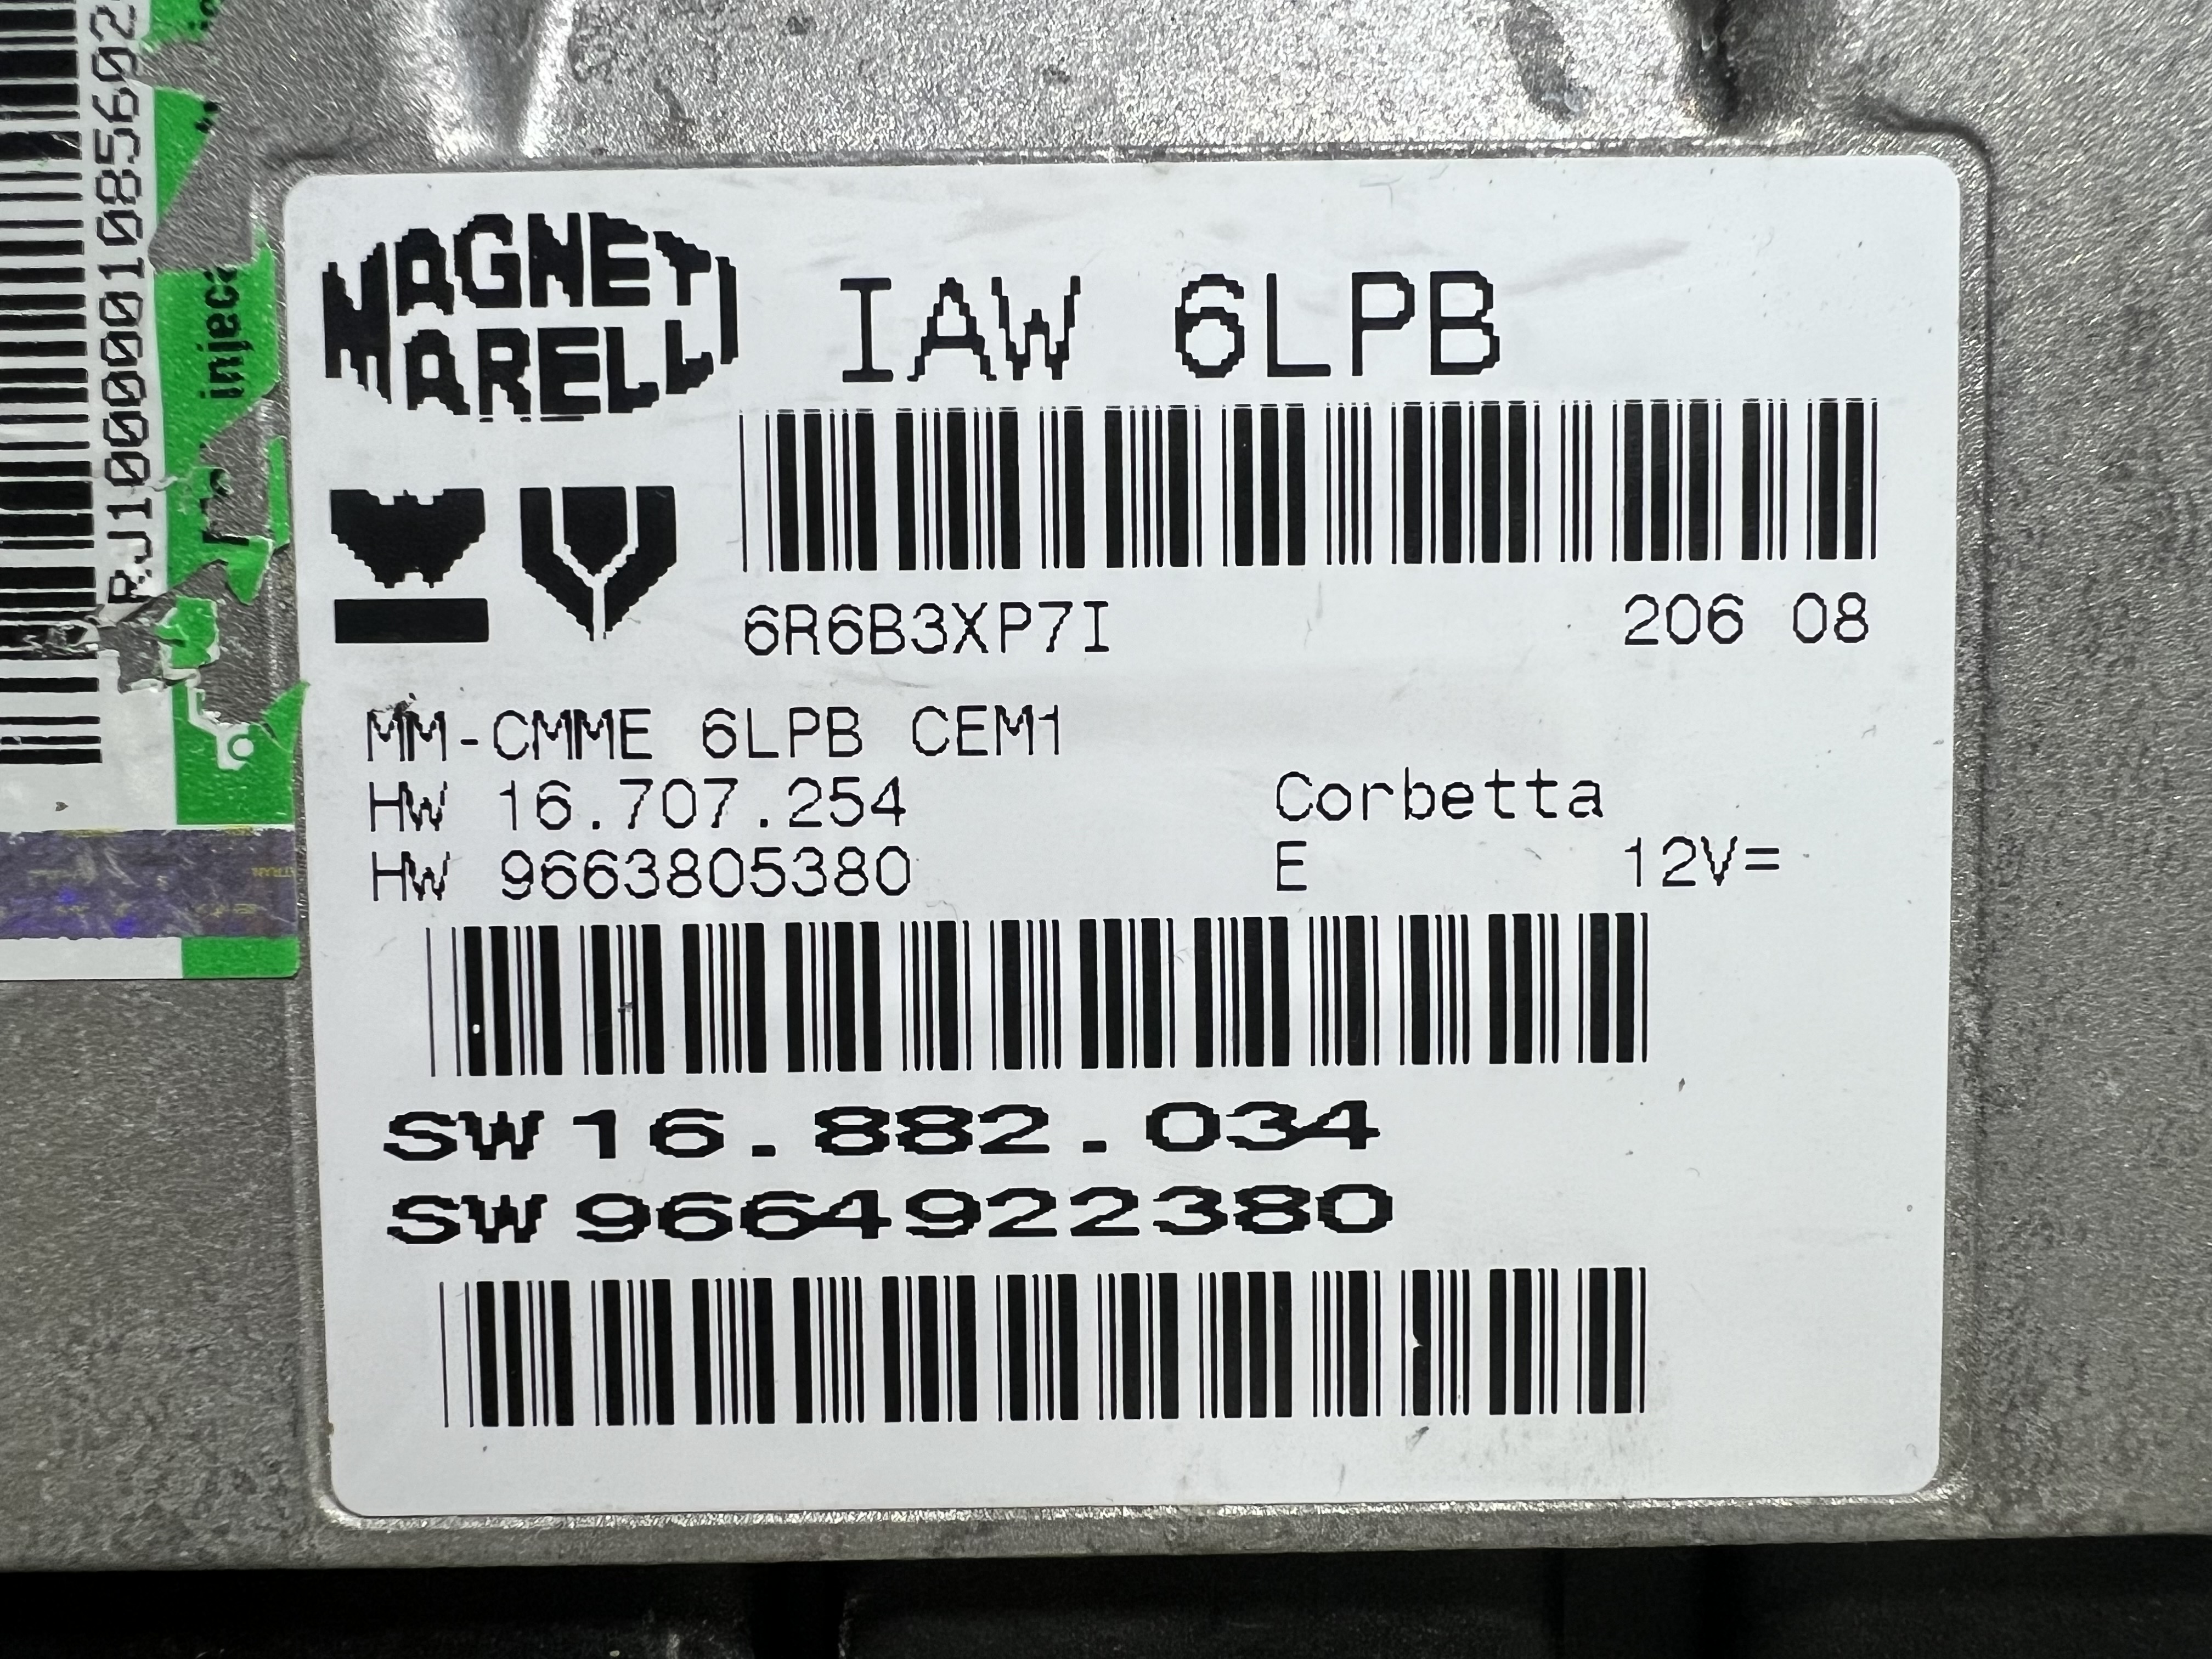 RJ1000001085602
injec
MAGNETI
MARELLI
IAW 6LPB
6R6B3XP7I 206 08
MM-CMME 6LPB CEM1
HW 16.707.254 Corbetta
HW 9663805380 E 12V=
SW 16.882.034
SW 9664922380